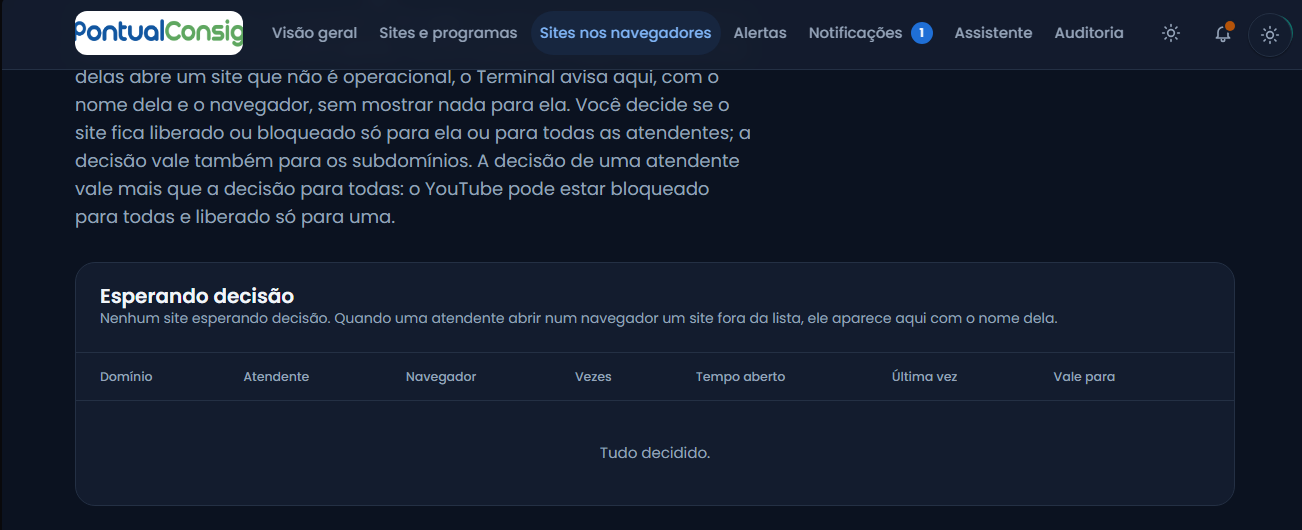 PontualConsig
Visão geral
Sites e programas
Sites nos navegadores
Alertas
Notificações 1
Assistente
Auditoria
delas abre um site que não é operacional, o Terminal avisa aqui, com o
nome dela e o navegador, sem mostrar nada para ela. Você decide se o
site fica liberado ou bloqueado só para ela ou para todas as atendentes; a
decisão vale também para os subdomínios. A decisão de uma atendente
vale mais que a decisão para todas: o YouTube pode estar bloqueado
para todas e liberado só para uma.
Esperando decisão
Nenhum site esperando decisão. Quando uma atendente abrir num navegador um site fora da lista, ele aparece aqui com o nome dela.
Domínio
Atendente
Navegador
Vezes
Tempo aberto
Última vez
Vale para
Tudo decidido.